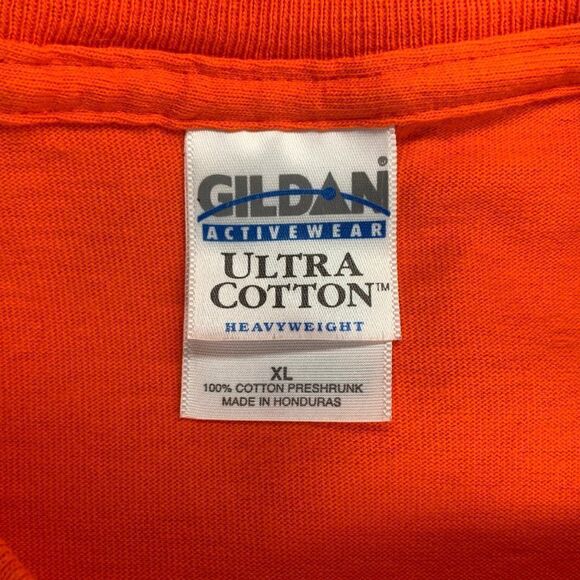 GILDAN®
ACTIVEWEAR
ULTRA
COTTON™
HEAVYWEIGHT
XL
100% COTTON PRESHRUNK
MADE IN HONDURAS